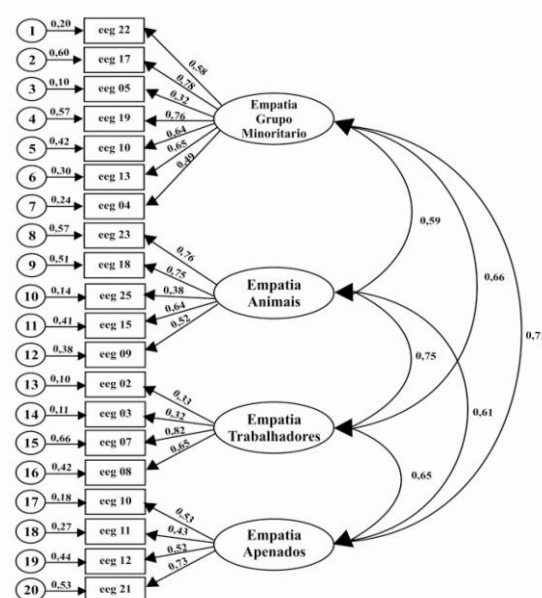 1 0,20 eeg 22
2 0,60 eeg 17
3 0,10 eeg 05
4 0,57 eeg 19
5 0,42 eeg 10
6 0,30 eeg 13
7 0,24 eeg 04
0,58
0,78
0,32
0,76
0,64
0,65
0,49
Empatia
Grupo
Minoritario
8 0,57 eeg 23
9 0,51 eeg 18
10 0,14 eeg 25
11 0,41 eeg 15
12 0,38 eeg 09
0,76
0,75
0,38
0,64
0,52
Empatia
Animais
13 0,10 eeg 02
14 0,11 eeg 03
15 0,66 eeg 07
16 0,42 eeg 08
0,33
0,32
0,82
0,65
Empatia
Trabalhadores
17 0,18 eeg 10
18 0,27 eeg 11
19 0,44 eeg 12
20 0,53 eeg 21
0,53
0,43
0,52
0,73
Empatia
Apenados
0,59
0,66
0,75
0,61
0,65